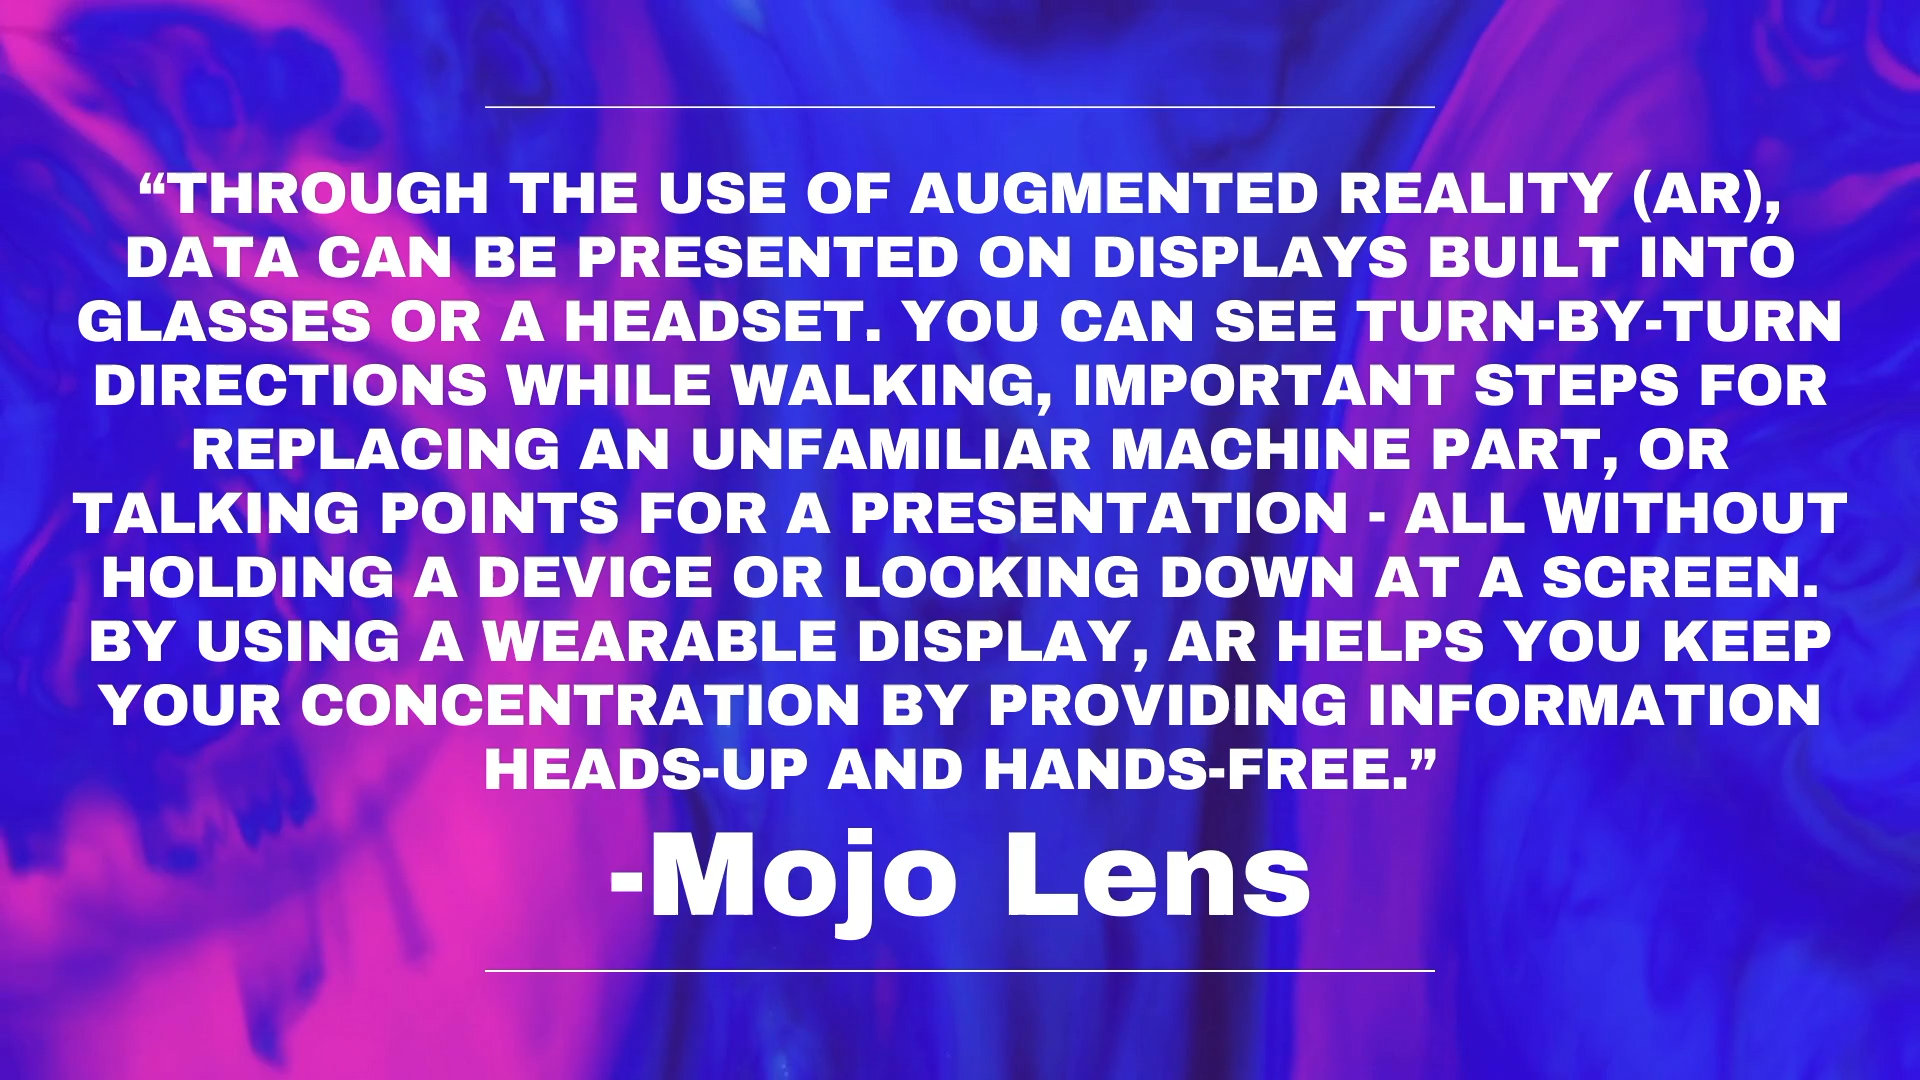 “THROUGH THE USE OF AUGMENTED REALITY (AR),
DATA CAN BE PRESENTED ON DISPLAYS BUILT INTO
GLASSES OR A HEADSET. YOU CAN SEE TURN-BY-TURN
DIRECTIONS WHILE WALKING, IMPORTANT STEPS FOR
REPLACING AN UNFAMILIAR MACHINE PART, OR
TALKING POINTS FOR A PRESENTATION - ALL WITHOUT
HOLDING A DEVICE OR LOOKING DOWN AT A SCREEN.
BY USING A WEARABLE DISPLAY, AR HELPS YOU KEEP
YOUR CONCENTRATION BY PROVIDING INFORMATION
HEADS-UP AND HANDS-FREE.”
-Mojo Lens